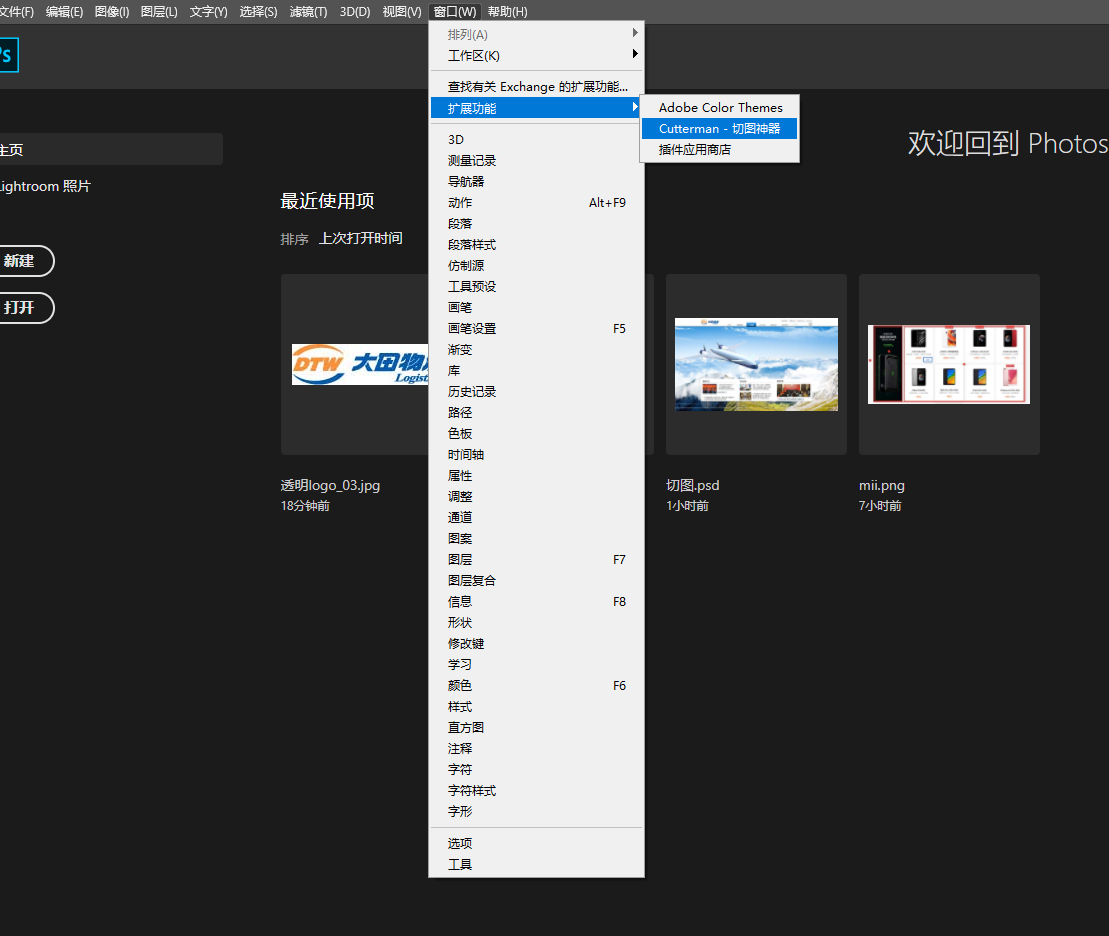 文件(F) 编辑(E) 图像(I) 图层(L) 文字(Y) 选择(S) 滤镜(T) 3D(D) 视图(V) 窗口(W) 帮助(H)
Ps
主页
Lightroom 照片
新建
打开
欢迎回到 Photos
最近使用项
排序 上次打开时间
DTW 大田物流
Logist
透明logo_03.jpg
18分钟前
切图.psd
1小时前
mii.png
7小时前
排列(A)
工作区(K)
查找有关 Exchange 的扩展功能...
扩展功能
Adobe Color Themes
Cutterman - 切图神器
插件应用商店
3D
测量记录
导航器
动作 Alt+F9
段落
段落样式
仿制源
工具预设
画笔
画笔设置 F5
渐变
库
历史记录
路径
色板
时间轴
属性
调整
通道
图案
图层 F7
图层复合
信息 F8
形状
修改键
学习
颜色 F6
样式
直方图
注释
字符
字符样式
字形
选项
工具